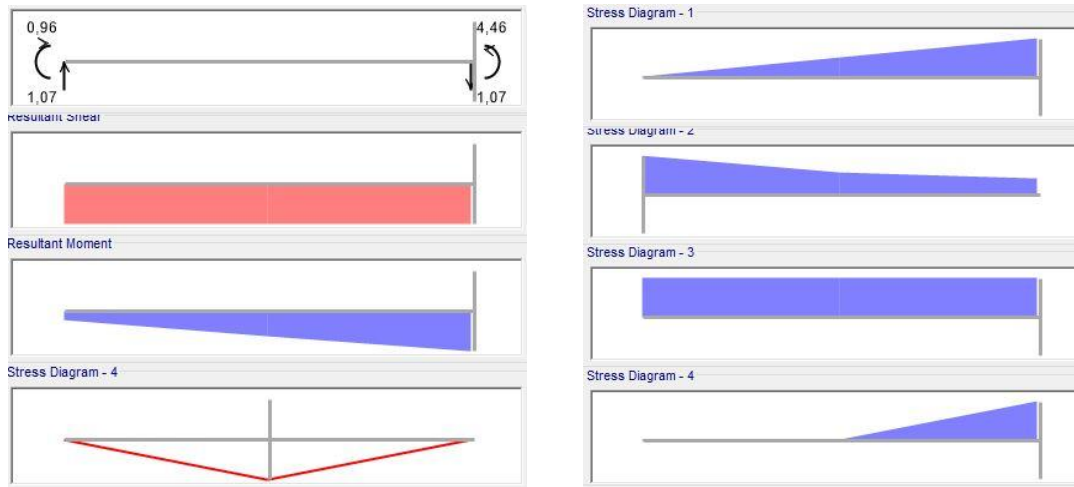 0,96
4,46
1,07
1,07
Resultant Shear
Resultant Moment
Stress Diagram - 4
Stress Diagram - 1
Stress Diagram - 2
Stress Diagram - 3
Stress Diagram - 4